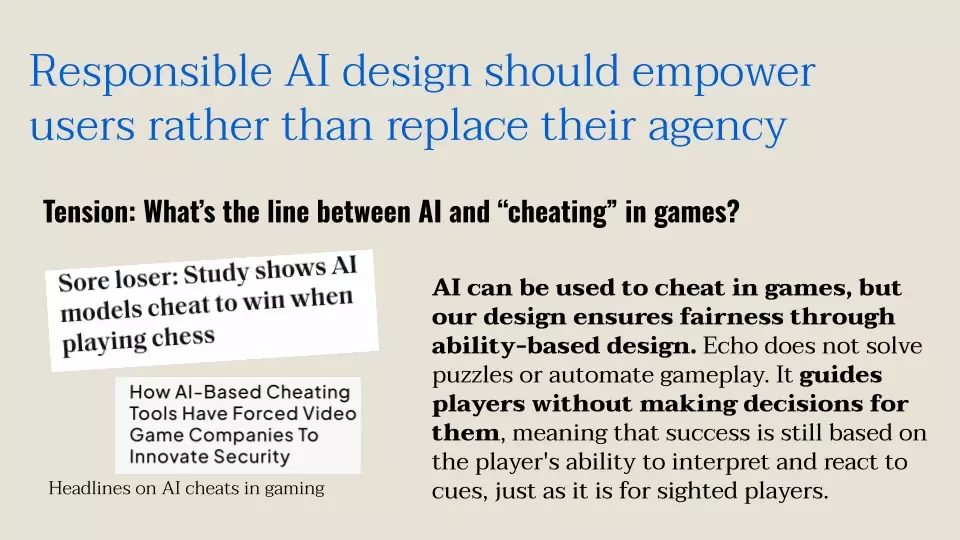 Responsible AI design should empower
users rather than replace their agency
Tension: What’s the line between AI and “cheating” in games?
Sore loser: Study shows AI
models cheat to win when
playing chess
How AI-Based Cheating
Tools Have Forced Video
Game Companies To
Innovate Security
Headlines on AI cheats in gaming
AI can be used to cheat in games, but
our design ensures fairness through
ability-based design. Echo does not solve
puzzles or automate gameplay. It guides
players without making decisions for
them, meaning that success is still based on
the player's ability to interpret and react to
cues, just as it is for sighted players.